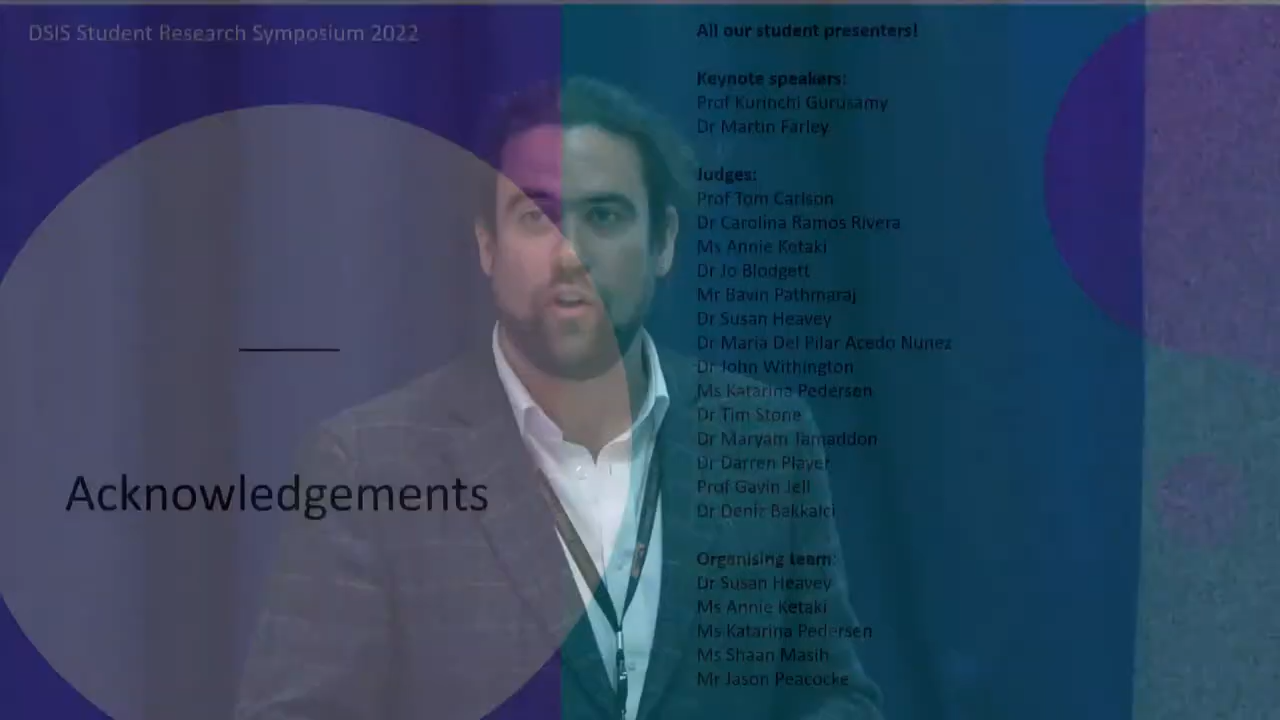 DSIS Student Research Symposium 2022
Acknowledgements
All our student presenters!
Keynote speakers:
Prof Kurinchi Gurusamy
Dr Martin Farley
Judges:
Prof Tom Carlson
Dr Carolina Ramos Rivera
Ms Annie Ketaki
Dr Jo Blodgett
Mr Bavin Pathmaraj
Dr Susan Heavey
Dr Maria Del Pilar Acedo Nunez
Dr John Withington
Ms Katarina Pedersen
Dr Tim Stone
Dr Maryam Tamaddon
Dr Darren Player
Prof Gavin Jell
Dr Deniz Bakkalci
Organising team:
Dr Susan Heavey
Ms Annie Ketaki
Ms Katarina Pedersen
Ms Shaan Masih
Mr Jason Peacocke